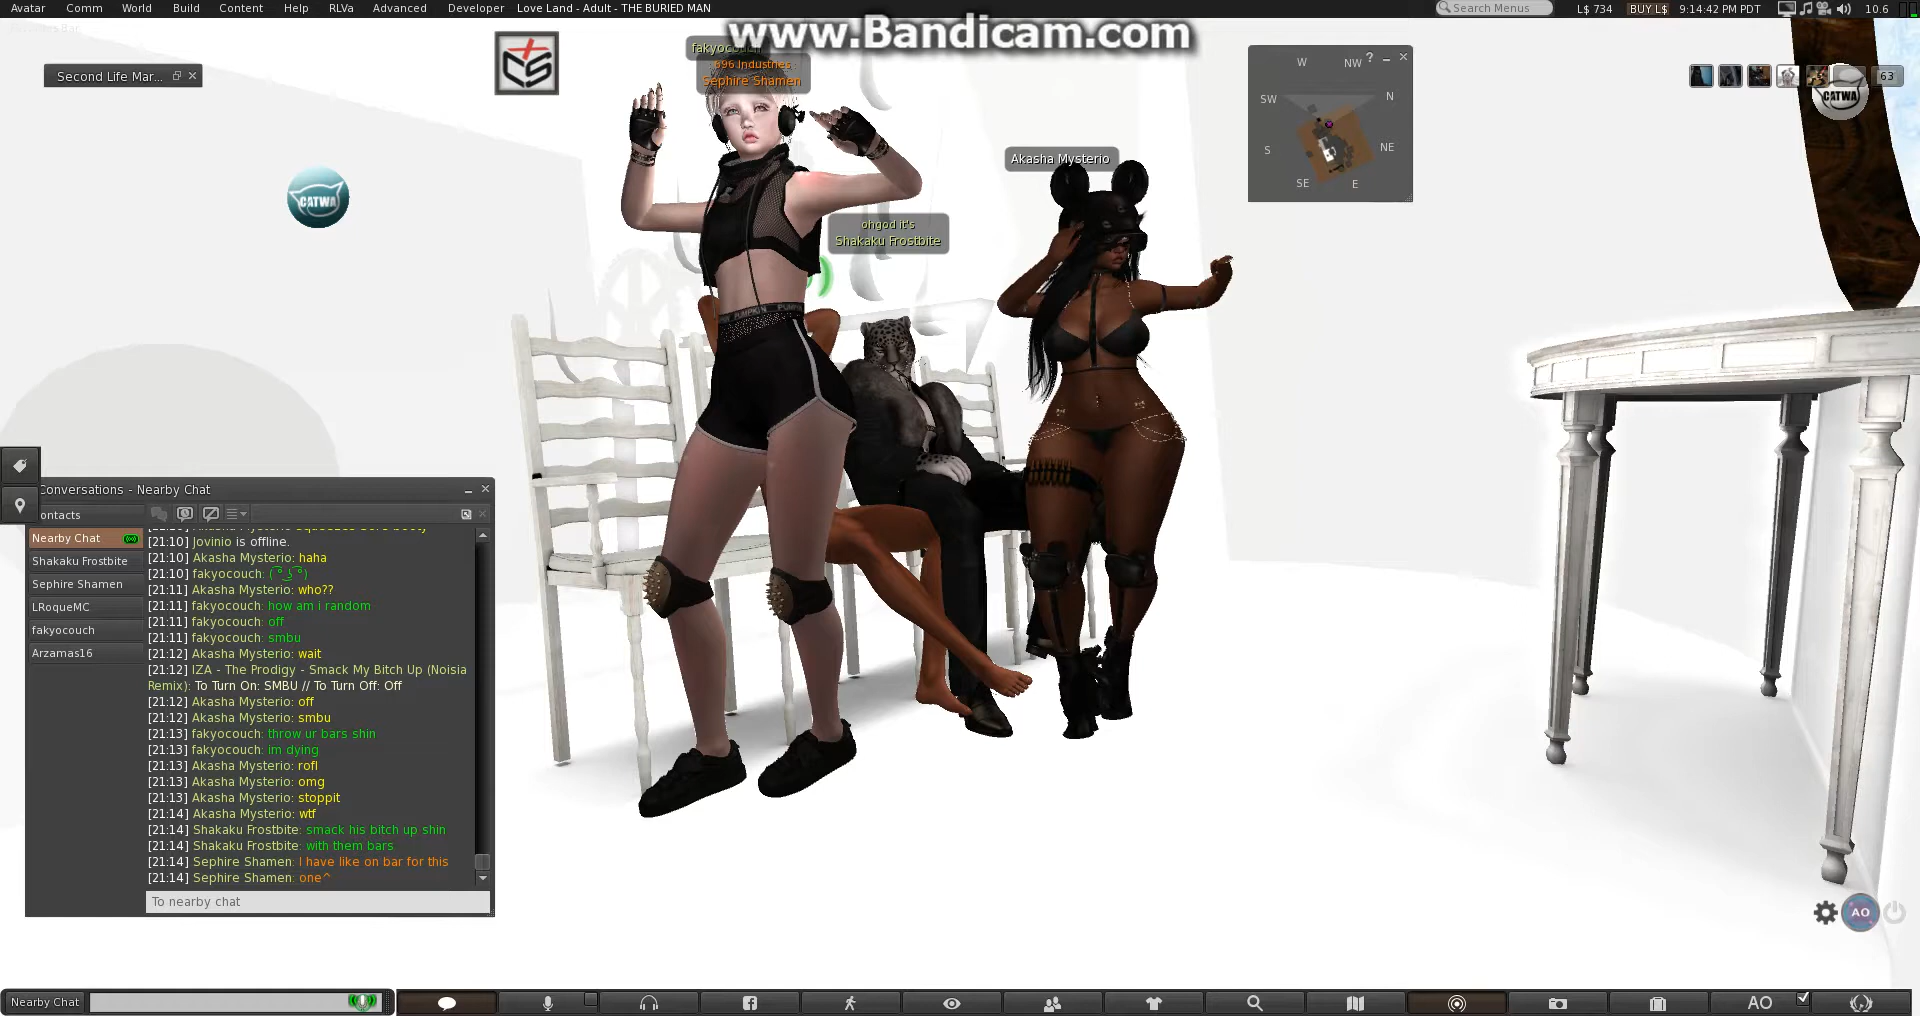 Avatar Comm World Build Content Help RLVa Advanced Developer Love Land - Adult - THE BURIED MAN
Search Menus L$ 734 BUY L$ 9:14:42 PM PDT 10.6
www.Bandicam.com
fakyocouch
696 Industries
Sephire Shamen
Second Life Mar...
W NW ? N
SW
S NE
SE E
63
CATWA
CATWA
Akasha Mysterio
ohgod it's
Shakaku Frostbite
Conversations - Nearby Chat
ontacts
Nearby Chat
Shakaku Frostbite
Sephire Shamen
LRoqueMC
fakyocouch
Arzamas16
[21:10] Jovinio is offline.
[21:10] Akasha Mysterio: haha
[21:10] fakyocouch: ( ͡° ͜ʖ ͡°)
[21:11] Akasha Mysterio: who??
[21:11] fakyocouch: how am i random
[21:11] fakyocouch: off
[21:11] fakyocouch: smbu
[21:12] Akasha Mysterio: wait
[21:12] IZA - The Prodigy - Smack My Bitch Up (Noisia
Remix): To Turn On: SMBU // To Turn Off: Off
[21:12] Akasha Mysterio: off
[21:12] Akasha Mysterio: smbu
[21:13] fakyocouch: throw ur bars shin
[21:13] fakyocouch: im dying
[21:13] Akasha Mysterio: rofl
[21:13] Akasha Mysterio: omg
[21:13] Akasha Mysterio: stoppit
[21:14] Akasha Mysterio: wtf
[21:14] Shakaku Frostbite: smack his bitch up shin
[21:14] Shakaku Frostbite: with them bars
[21:14] Sephire Shamen: I have like on bar for this
[21:14] Sephire Shamen: one^
To nearby chat
AO
Nearby Chat
AO